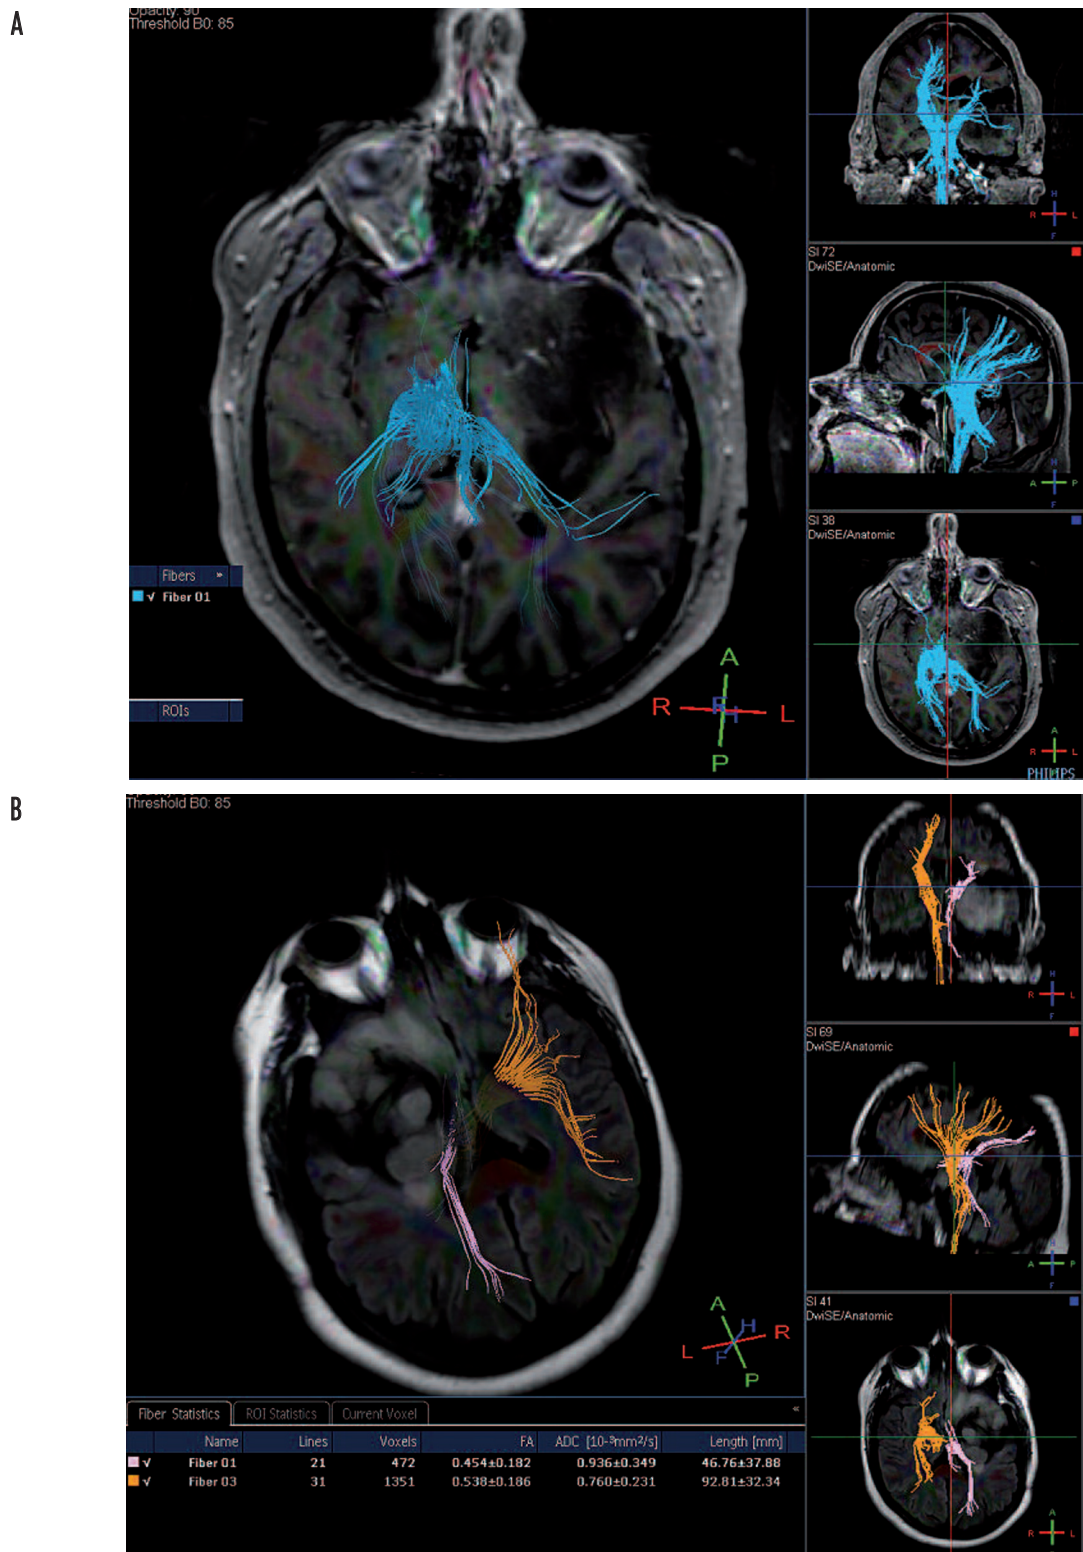 A
Opacity: 90
Threshold B0: 85
R L
H
F
SI 72
DwiSE/Anatomic
H
A P
F
SI 38
DwiSE/Anatomic
Fibers »
√ Fiber 01
ROIs
A
R F H L
P
A
R L
PHILIPS
B
Threshold B0: 85
H
R L
F
SI 69
DwiSE/Anatomic
H
A P
F
SI 41
DwiSE/Anatomic
A
H R
L F
P
A
R L
Fiber Statistics ROI Statistics Current Voxel «
Name Lines Voxels FA ADC [10-³mm²/s] Length [mm]
√ Fiber 01 21 472 0.454±0.182 0.936±0.349 46.76±37.88
√ Fiber 03 31 1351 0.538±0.186 0.760±0.231 92.81±32.34